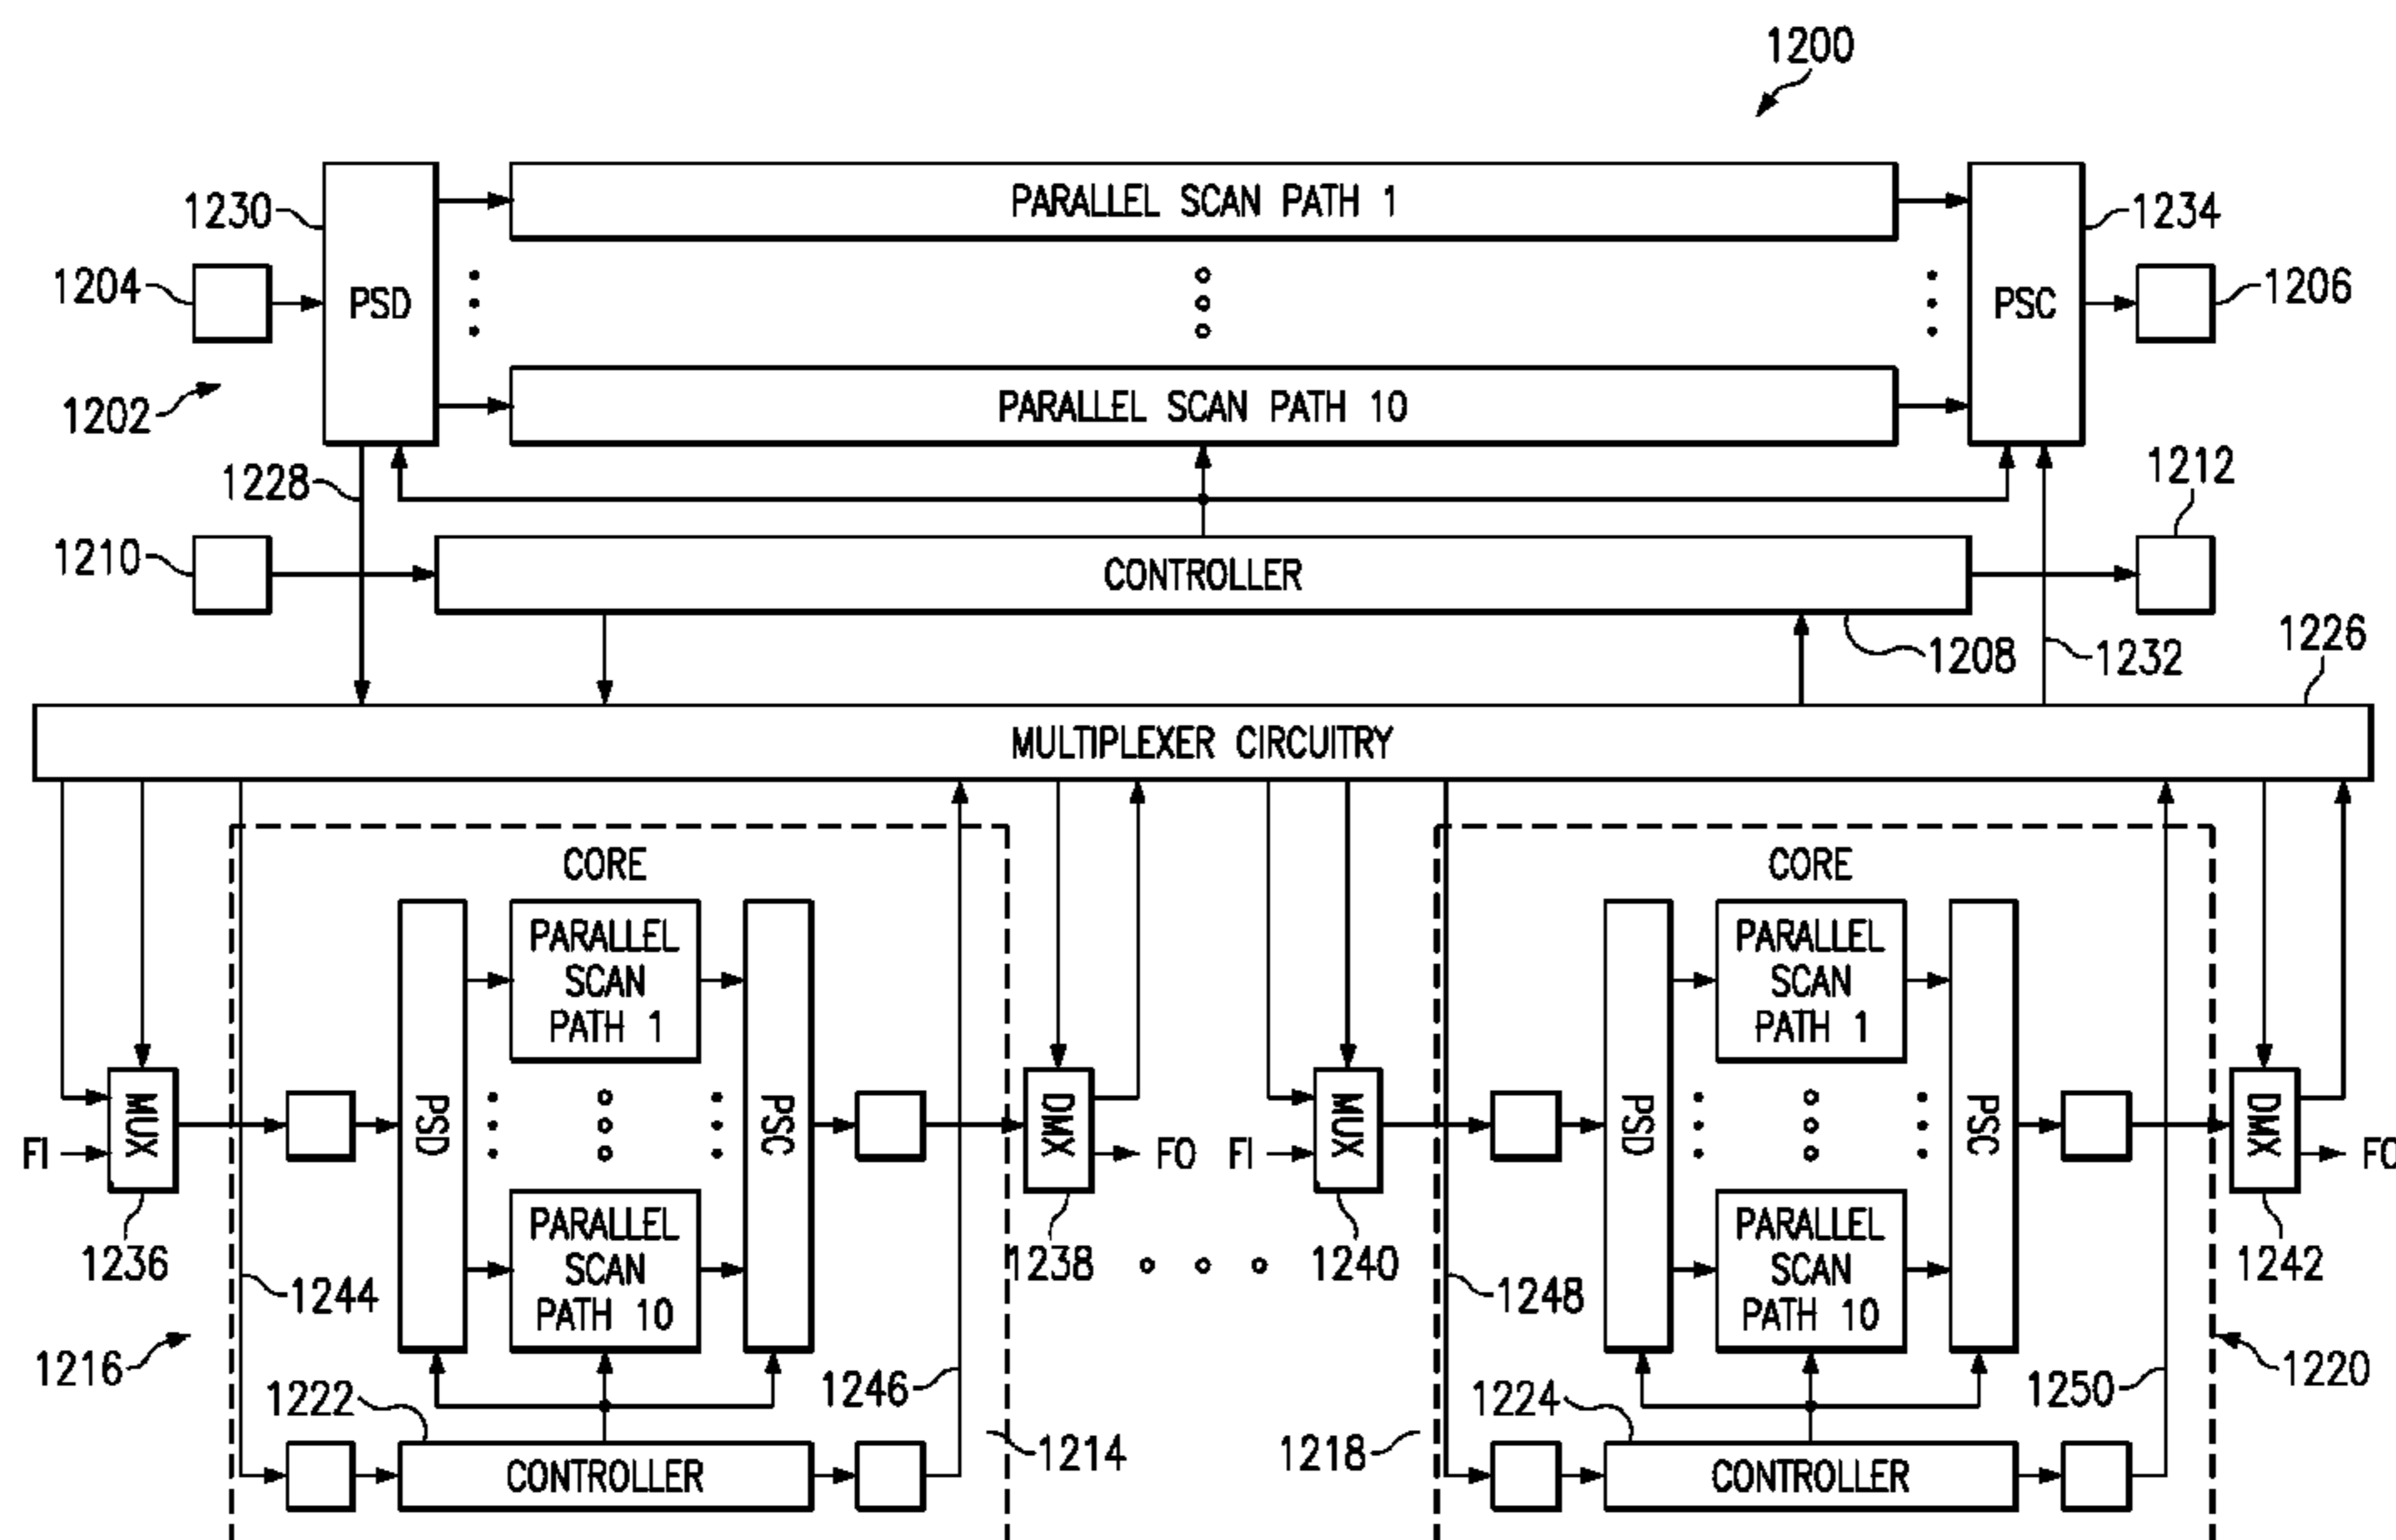 1200
1230
PARALLEL SCAN PATH 1
1234
1204
PSD
PSC
1206
1202
PARALLEL SCAN PATH 10
1228
1212
1210
CONTROLLER
1208
1232
1226
MULTIPLEXER CIRCUITRY
CORE
CORE
PARALLEL
SCAN
PATH 1
PARALLEL
SCAN
PATH 1
MUX
PSD
PSC
DMX
MUX
PSD
PSC
DMX
FI
FO
FI
FO
1236
PARALLEL
SCAN
PATH 10
1238
1240
PARALLEL
SCAN
PATH 10
1242
1244
1248
1216
1246
1220
1222
1250
1224
1214
1218
CONTROLLER
CONTROLLER